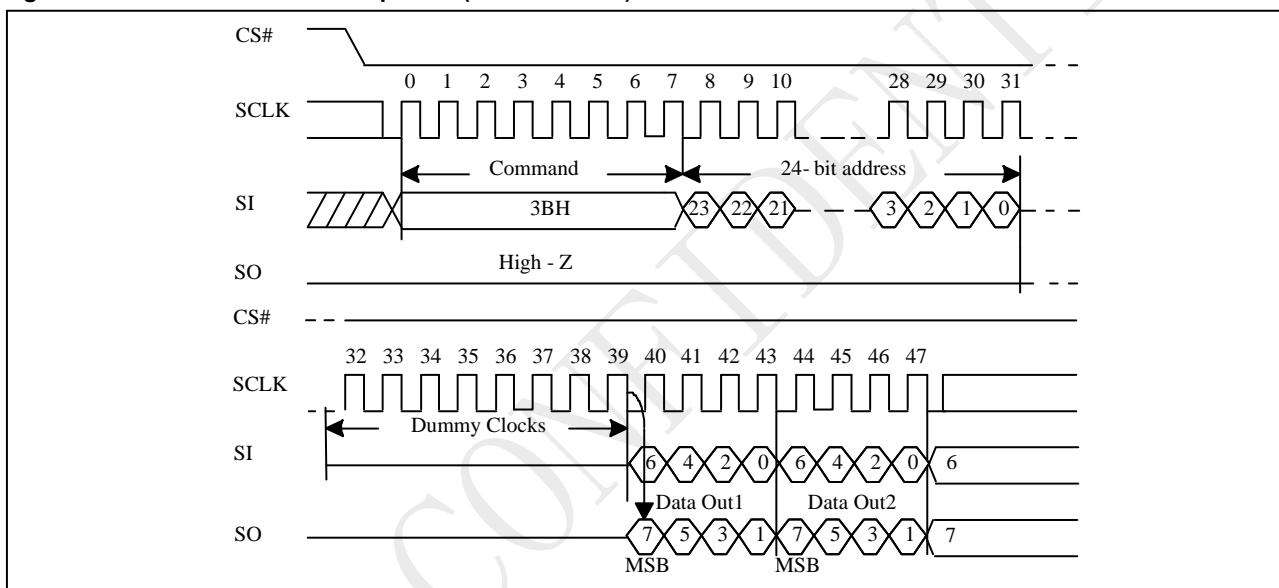 CS#
0 1 2 3 4 5 6 7 8 9 10 28 29 30 31
SCLK
Command 24- bit address
SI 3BH 23 22 21 3 2 1 0
High - Z
SO
CS#
32 33 34 35 36 37 38 39 40 41 42 43 44 45 46 47
SCLK
Dummy Clocks
SI 6 4 2 0 6 4 2 0 6
Data Out1 Data Out2
SO 7 5 3 1 7 5 3 1 7
MSB MSB